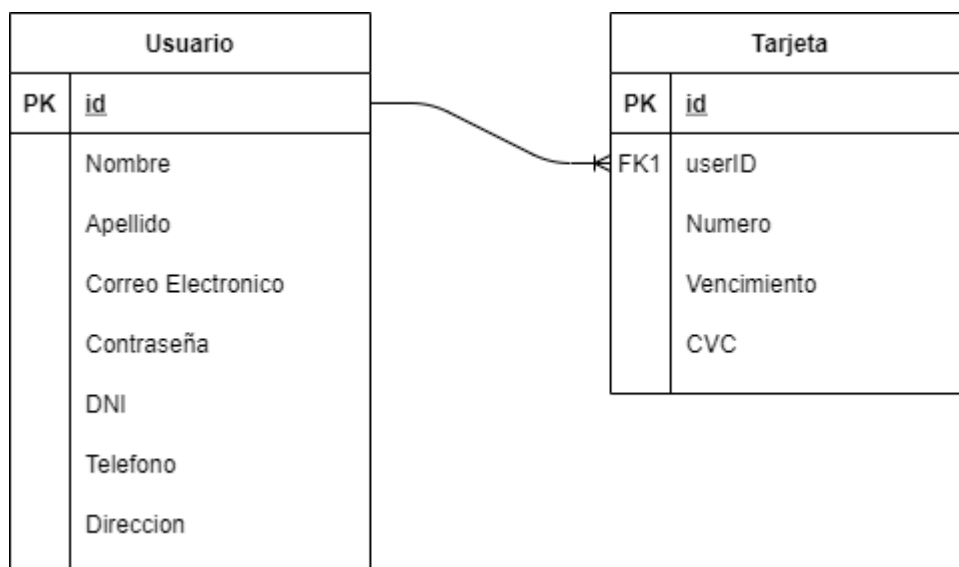 Usuario
PK id
Nombre
Apellido
Correo Electronico
Contraseña
DNI
Telefono
Direccion
Tarjeta
PK id
FK1 userID
Numero
Vencimiento
CVC